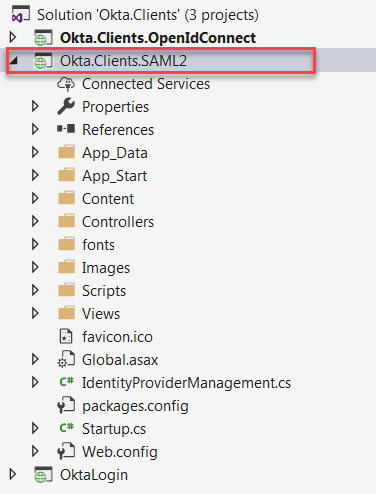 Solution 'Okta.Clients' (3 projects)
Okta.Clients.OpenIdConnect
Okta.Clients.SAML2
Connected Services
Properties
References
App_Data
App_Start
Content
Controllers
fonts
Images
Scripts
Views
favicon.ico
Global.asax
C# IdentityProviderManagement.cs
packages.config
C# Startup.cs
Web.config
OktaLogin